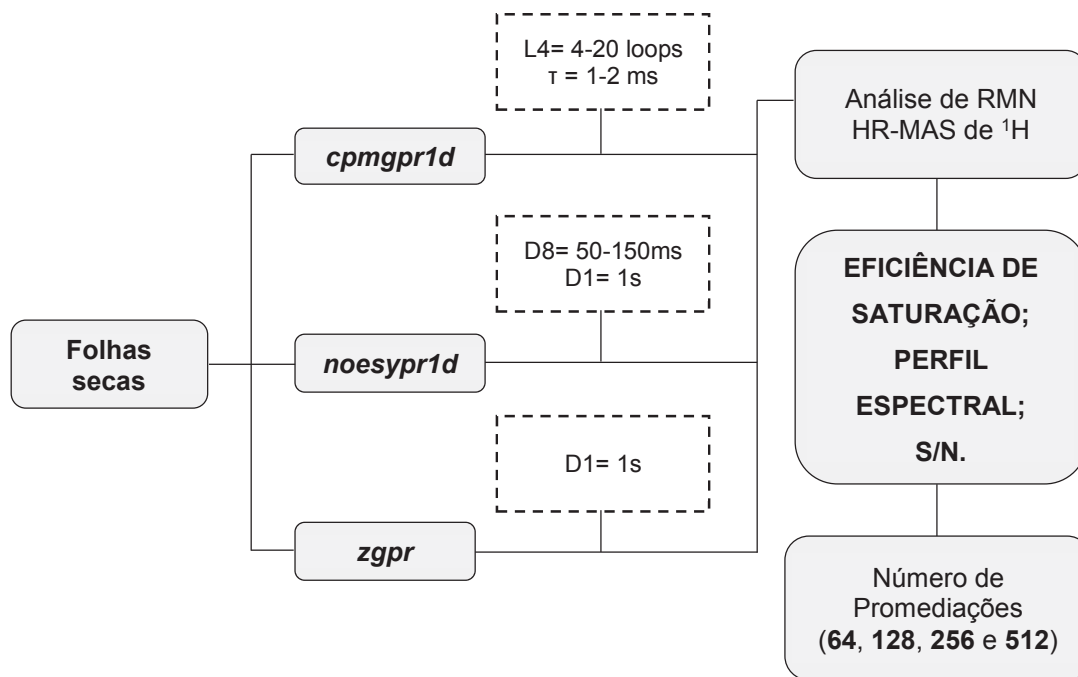 Folhas
secas
cpmgpr1d
L4= 4-20 loops
τ = 1-2 ms
noesypr1d
D8= 50-150ms
D1= 1s
zgpr
D1= 1s
Análise de RMN
HR-MAS de ¹H
EFICIÊNCIA DE
SATURAÇÃO;
PERFIL
ESPECTRAL;
S/N.
Número de
Promediações
(64, 128, 256 e 512)